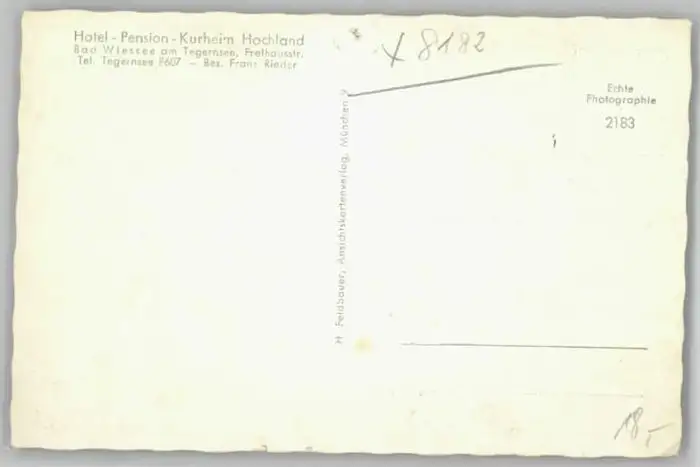 Hotel - Pension - Kurheim Hochland
Bad Wiessee am Tegernsee, Freihausstr.
Tel. Tegernsee 8607 - Bes. Franz Rieder
X 8182
Echte
Photographie
2183
H. Feldbauer, Ansichtskartenverlag, München 9
18,-